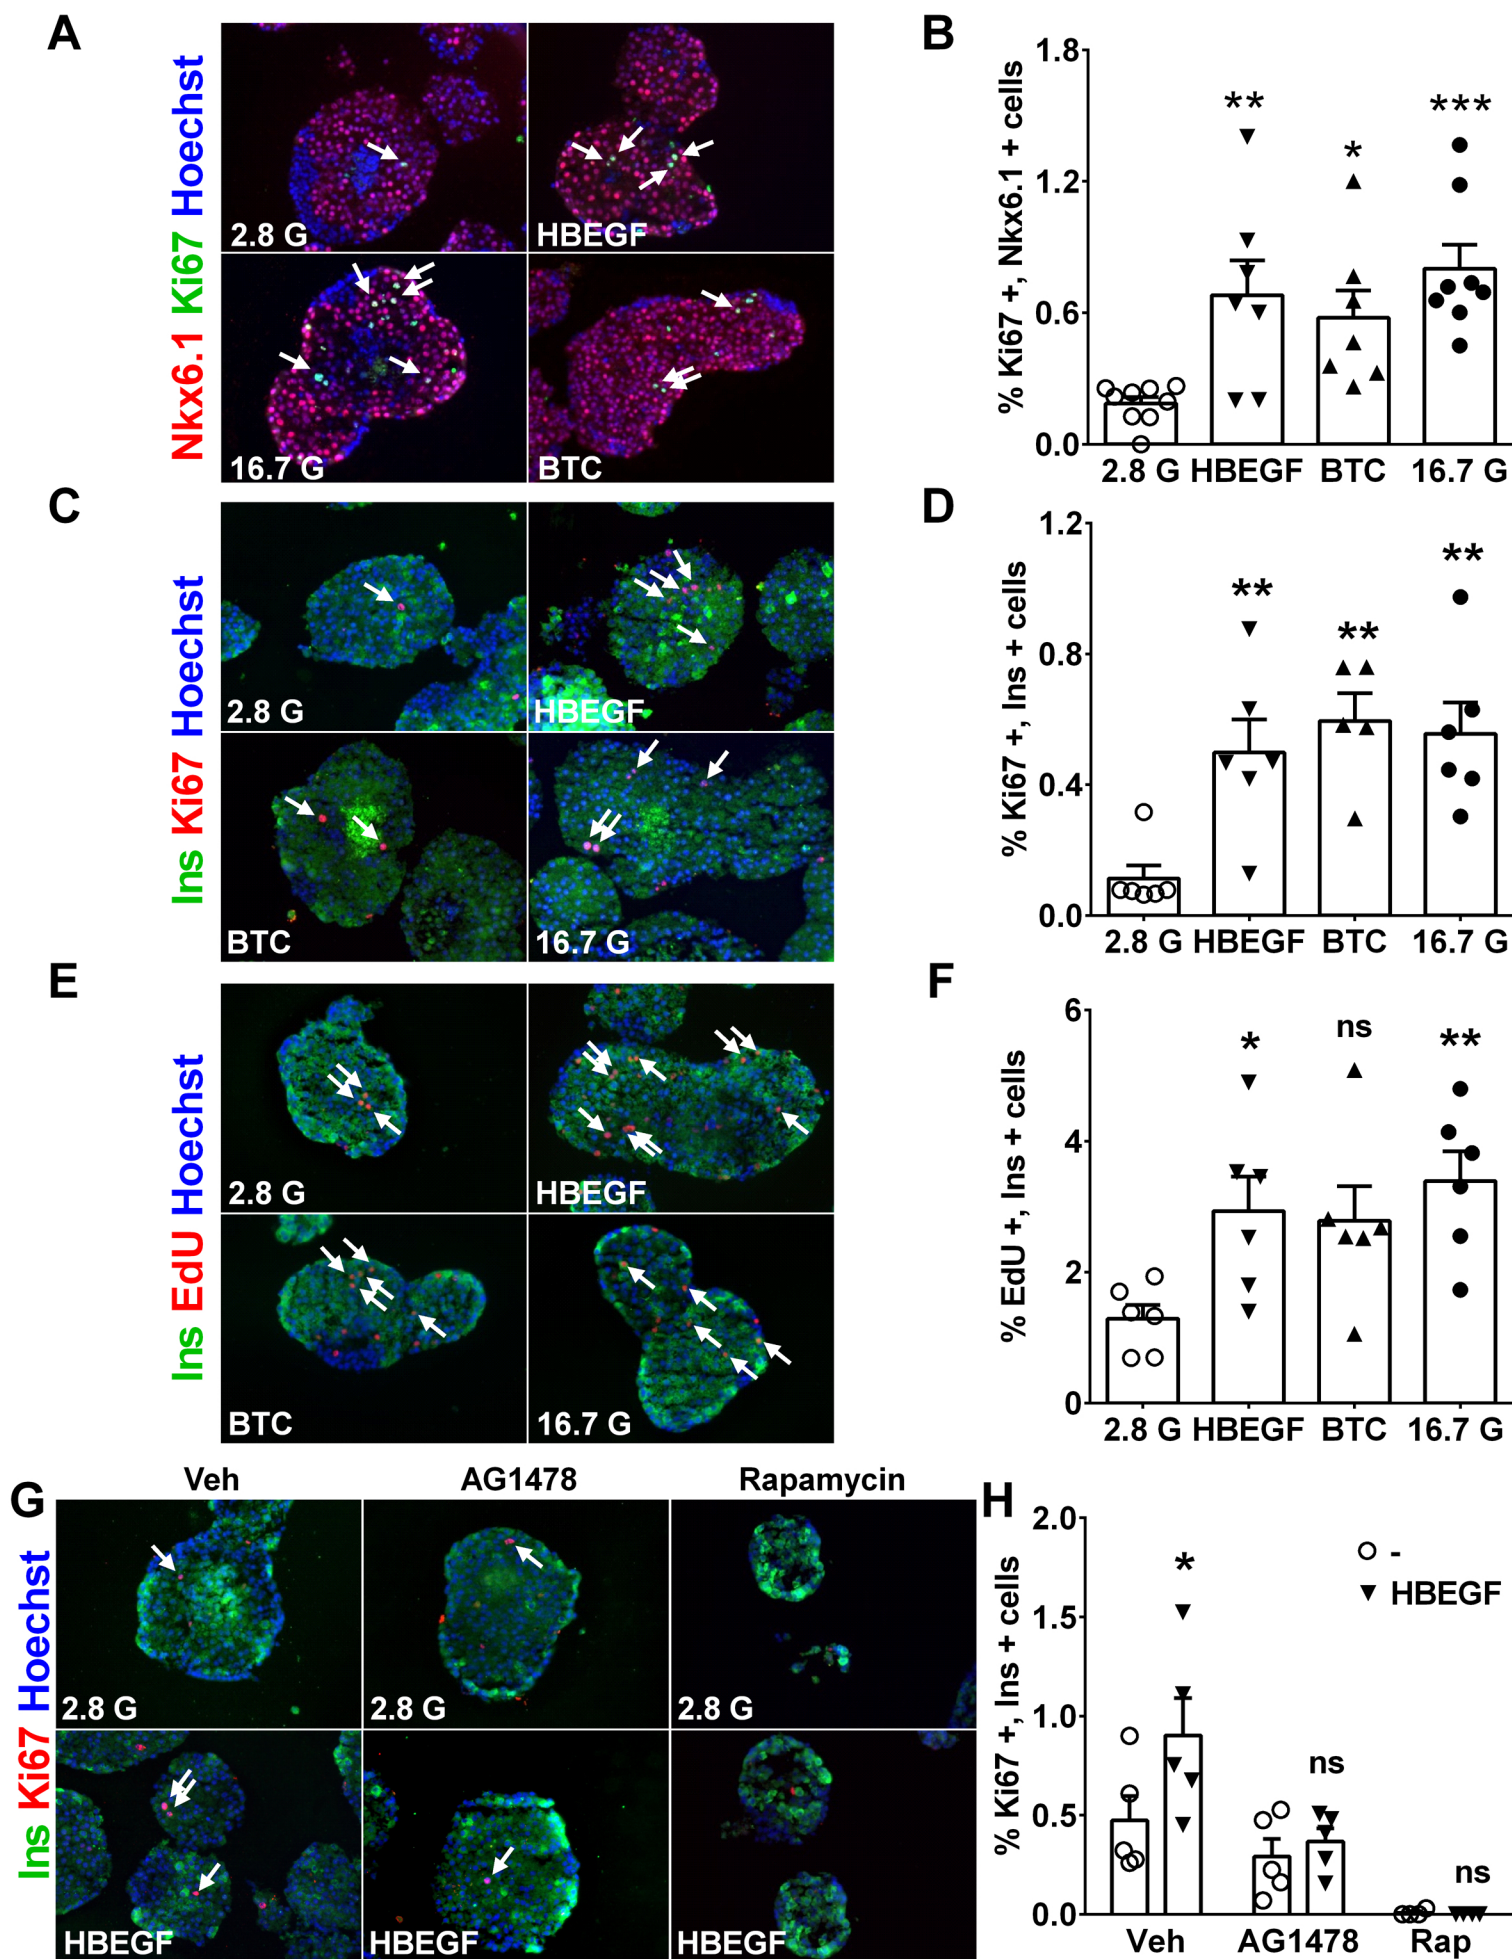 A
Nkx6.1 Ki67 Hoechst
2.8 G
HBEGF
16.7 G
BTC
B
% Ki67 +, Nkx6.1 + cells
1.8
1.2
0.6
0.0
**
*
***
2.8 G HBEGF BTC 16.7 G
C
Ins Ki67 Hoechst
2.8 G
HBEGF
BTC
16.7 G
D
% Ki67 +, Ins + cells
1.2
0.8
0.4
0.0
**
**
**
2.8 G HBEGF BTC 16.7 G
E
Ins EdU Hoechst
2.8 G
HBEGF
BTC
16.7 G
F
% EdU +, Ins + cells
6
4
2
0
*
ns
**
2.8 G HBEGF BTC 16.7 G
G
Veh AG1478 Rapamycin
Ins Ki67 Hoechst
2.8 G 2.8 G 2.8 G
HBEGF HBEGF HBEGF
H
% Ki67 +, Ins + cells
2.0
1.5
1.0
0.5
0.0
-
HBEGF
*
ns
ns
Veh AG1478 Rap